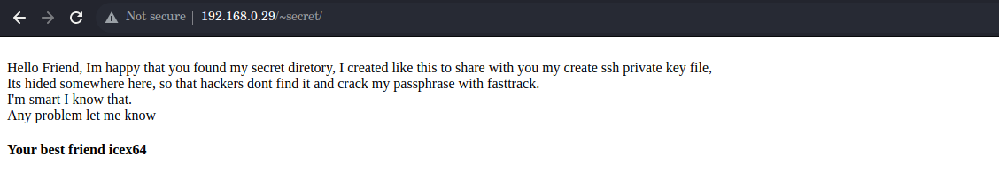 Not secure | 192.168.0.29/~secret/
Hello Friend, Im happy that you found my secret diretory, I created like this to share with you my create ssh private key file,
Its hided somewhere here, so that hackers dont find it and crack my passphrase with fasttrack.
I'm smart I know that.
Any problem let me know
Your best friend icex64